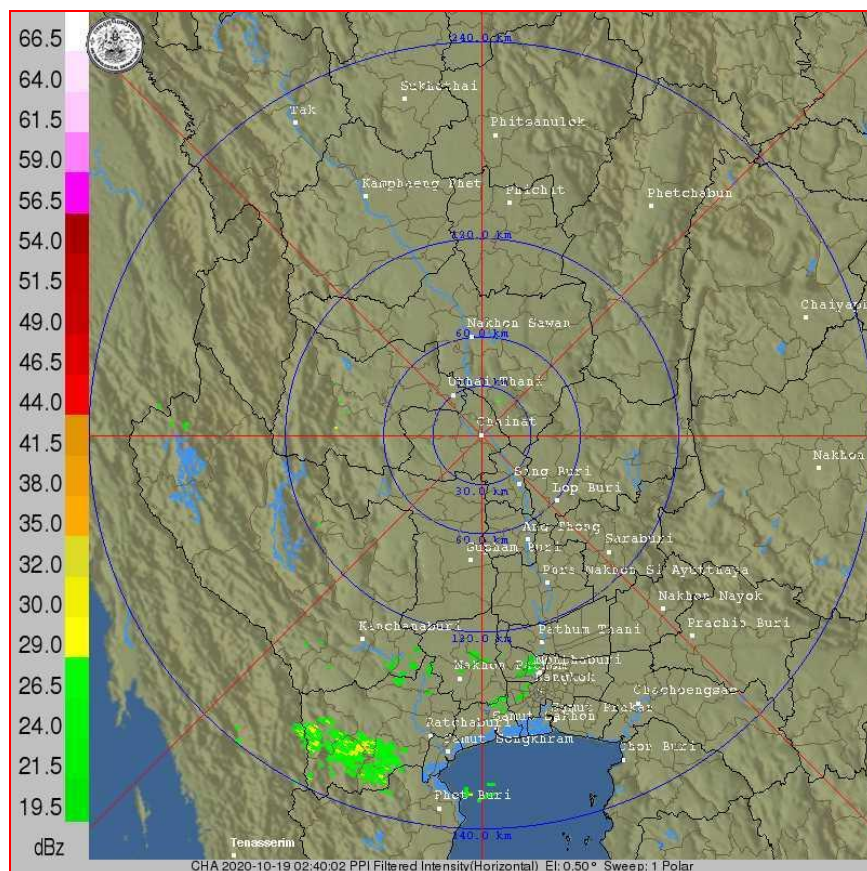 66.5
64.0
61.5
59.0
56.5
54.0
51.5
49.0
46.5
44.0
41.5
38.0
35.0
32.0
30.0
29.0
26.5
24.0
21.5
19.5
dBz
240.0 km
Sukhothai
Tak
Phitsanulok
Kamphaeng Phet
Phichit
Phetchabun
120.0 km
Chaiyap
Nakhon Sawan
60.0 km
Uthai Thani
Chainat
Nakhon
Sing Buri
30.0 km
Lop Buri
Ang Thong
60.0 km
Saraburi
Pora Nakhon Si Ayutthaya
Nakhon Nayok
Kanchanaburi
120.0 km
Pathum Thani
Prachin Buri
Nakhon Pathom
Bangkok
Chachoengsao
Samut Prakan
Ratchaburi
Samut Sakhon
Samut Songkhram
Chon Buri
Phet Buri
240.0 km
Tenasserim
CHA 2020-10-19 02:40:02 PPI Filtered Intensity(Horizontal) El: 0.50° Sweep: 1 Polar